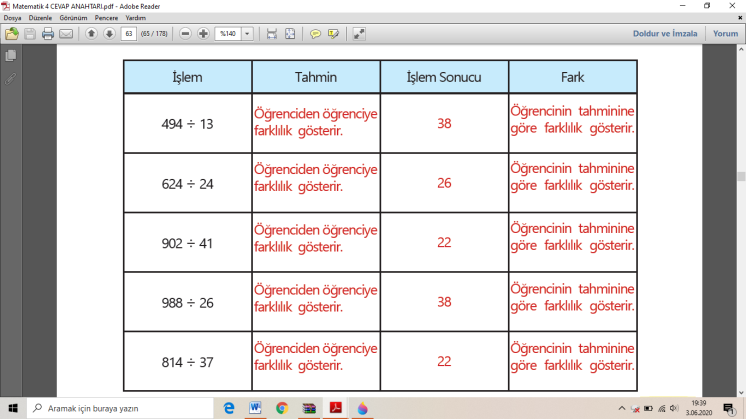 Matematik 4 CEVAP ANAHTARI.pdf - Adobe Reader
Dosya Düzenle Görünüm Pencere Yardım
63 (65 / 178) %140 Doldur ve İmzala Yorum
İşlem Tahmin İşlem Sonucu Fark
494 ÷ 13 Öğrenciden öğrenciye farklılık gösterir. 38 Öğrencinin tahminine göre farklılık gösterir.
624 ÷ 24 Öğrenciden öğrenciye farklılık gösterir. 26 Öğrencinin tahminine göre farklılık gösterir.
902 ÷ 41 Öğrenciden öğrenciye farklılık gösterir. 22 Öğrencinin tahminine göre farklılık gösterir.
988 ÷ 26 Öğrenciden öğrenciye farklılık gösterir. 38 Öğrencinin tahminine göre farklılık gösterir.
814 ÷ 37 Öğrenciden öğrenciye farklılık gösterir. 22 Öğrencinin tahminine göre farklılık gösterir.
Aramak için buraya yazın
19:39
3.06.2020